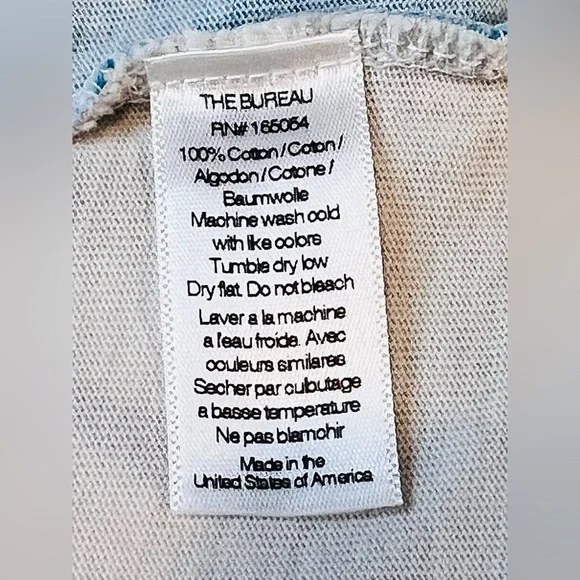 THE BUREAU
RN# 165054
100% Cotton / Coton /
Algodon / Cotone /
Baumwolle
Machine wash cold
with like colors
Tumble dry low
Dry flat. Do not bleach
Laver a la machine
a l'eau froide. Avec
couleurs similares
Secher par culbutage
a basse temperature
Ne pas blamchir
Made in the
United States of America